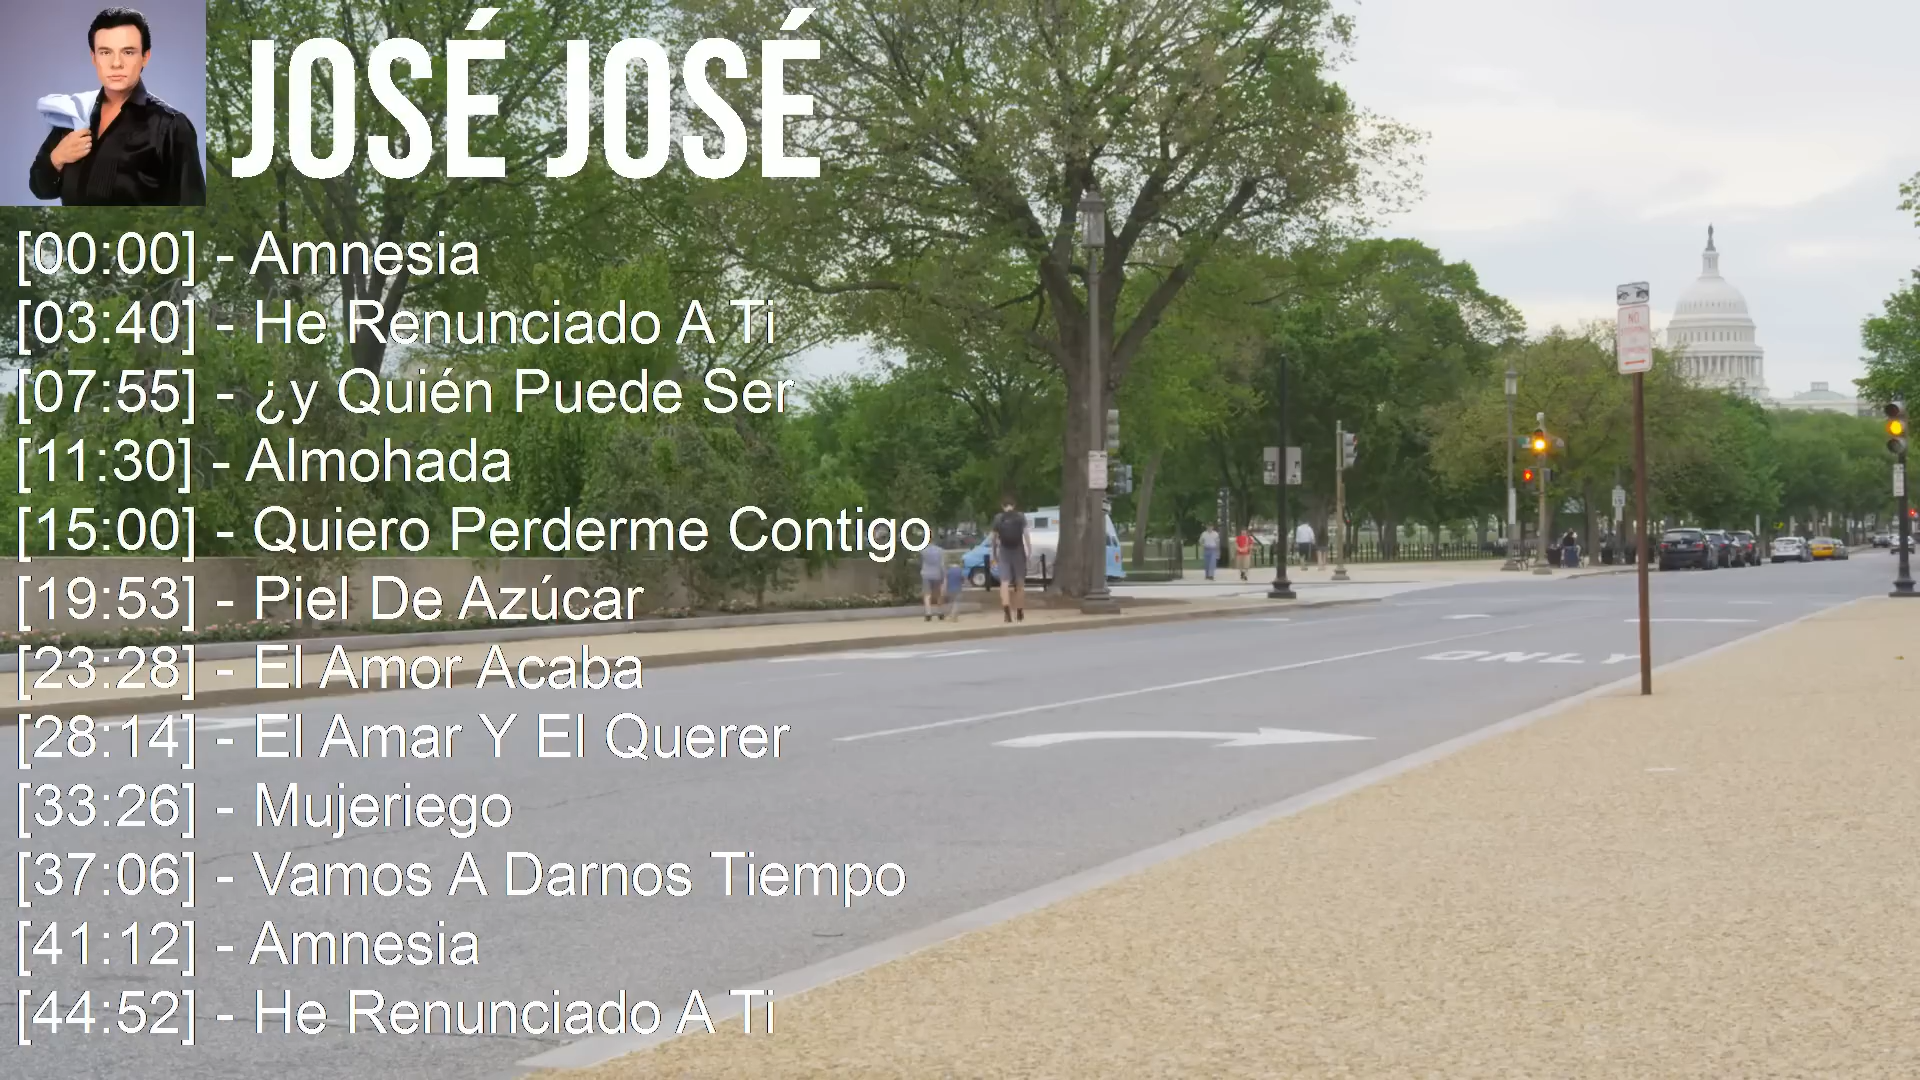 JOSÉ JOSÉ
[00:00] - Amnesia
[03:40] - He Renunciado A Ti
[07:55] - ¿y Quién Puede Ser
[11:30] - Almohada
[15:00] - Quiero Perderme Contigo
[19:53] - Piel De Azúcar
[23:28] - El Amor Acaba
[28:14] - El Amar Y El Querer
[33:26] - Mujeriego
[37:06] - Vamos A Darnos Tiempo
[41:12] - Amnesia
[44:52] - He Renunciado A Ti
NO
ONLY